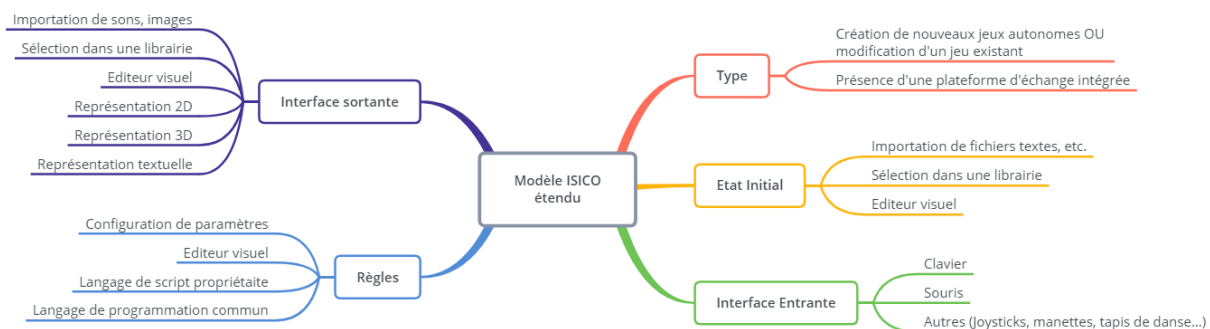 Modèle ISICO
étendu
Type
Création de nouveaux jeux autonomes OU
modification d'un jeu existant
Présence d'une plateforme d'échange intégrée
Etat Initial
Importation de fichiers textes, etc.
Sélection dans une librairie
Editeur visuel
Interface Entrante
Clavier
Souris
Autres (Joysticks, manettes, tapis de danse...)
Interface sortante
Importation de sons, images
Sélection dans une librairie
Editeur visuel
Représentation 2D
Représentation 3D
Représentation textuelle
Règles
Configuration de paramètres
Editeur visuel
Langage de script propriétaite
Langage de programmation commun